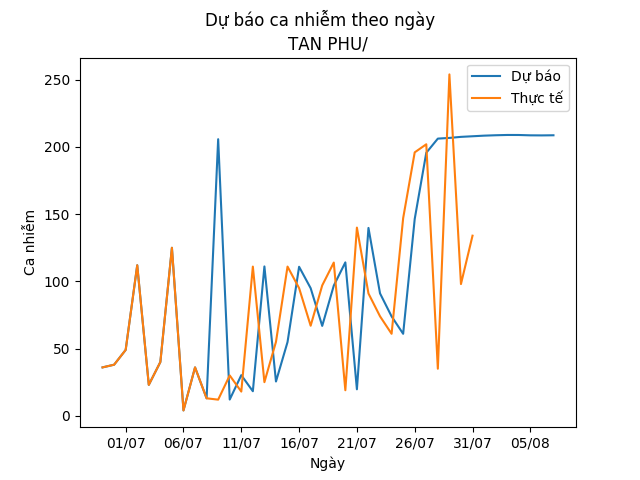 Dự báo ca nhiễm theo ngày
TAN PHU/
Dự báo
Thực tế
Ca nhiễm
250
200
150
100
50
0
01/07 06/07 11/07 16/07 21/07 26/07 31/07 05/08
Ngày